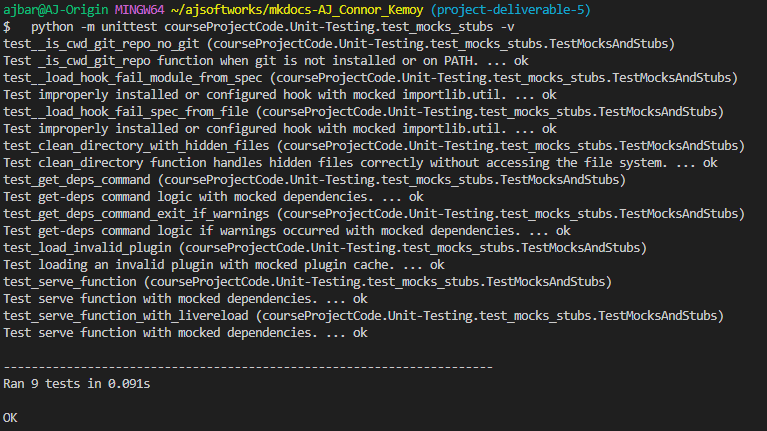 ajbar@AJ-Origin MINGW64 ~/ajsoftworks/mkdocs-AJ_Connor_Kemoy (project-deliverable-5)
$   python -m unittest courseProjectCode.Unit-Testing.test_mocks_stubs -v
test__is_cwd_git_repo_no_git (courseProjectCode.Unit-Testing.test_mocks_stubs.TestMocksAndStubs)
Test _is_cwd_git_repo function when git is not installed or on PATH. ... ok
test__load_hook_fail_module_from_spec (courseProjectCode.Unit-Testing.test_mocks_stubs.TestMocksAndStubs)
Test improperly installed or configured hook with mocked importlib.util. ... ok
test__load_hook_fail_spec_from_file (courseProjectCode.Unit-Testing.test_mocks_stubs.TestMocksAndStubs)
Test improperly installed or configured hook with mocked importlib.util. ... ok
test_clean_directory_with_hidden_files (courseProjectCode.Unit-Testing.test_mocks_stubs.TestMocksAndStubs)
Test clean_directory function handles hidden files correctly without accessing the file system. ... ok
test_get_deps_command (courseProjectCode.Unit-Testing.test_mocks_stubs.TestMocksAndStubs)
Test get-deps command logic with mocked dependencies. ... ok
test_get_deps_command_exit_if_warnings (courseProjectCode.Unit-Testing.test_mocks_stubs.TestMocksAndStubs)
Test get-deps command logic if warnings occurred with mocked dependencies. ... ok
test_load_invalid_plugin (courseProjectCode.Unit-Testing.test_mocks_stubs.TestMocksAndStubs)
Test loading an invalid plugin with mocked plugin cache. ... ok
test_serve_function (courseProjectCode.Unit-Testing.test_mocks_stubs.TestMocksAndStubs)
Test serve function with mocked dependencies. ... ok
test_serve_function_with_livereload (courseProjectCode.Unit-Testing.test_mocks_stubs.TestMocksAndStubs)
Test serve function with mocked dependencies. ... ok
----------------------------------------------------------------------
Ran 9 tests in 0.091s
OK